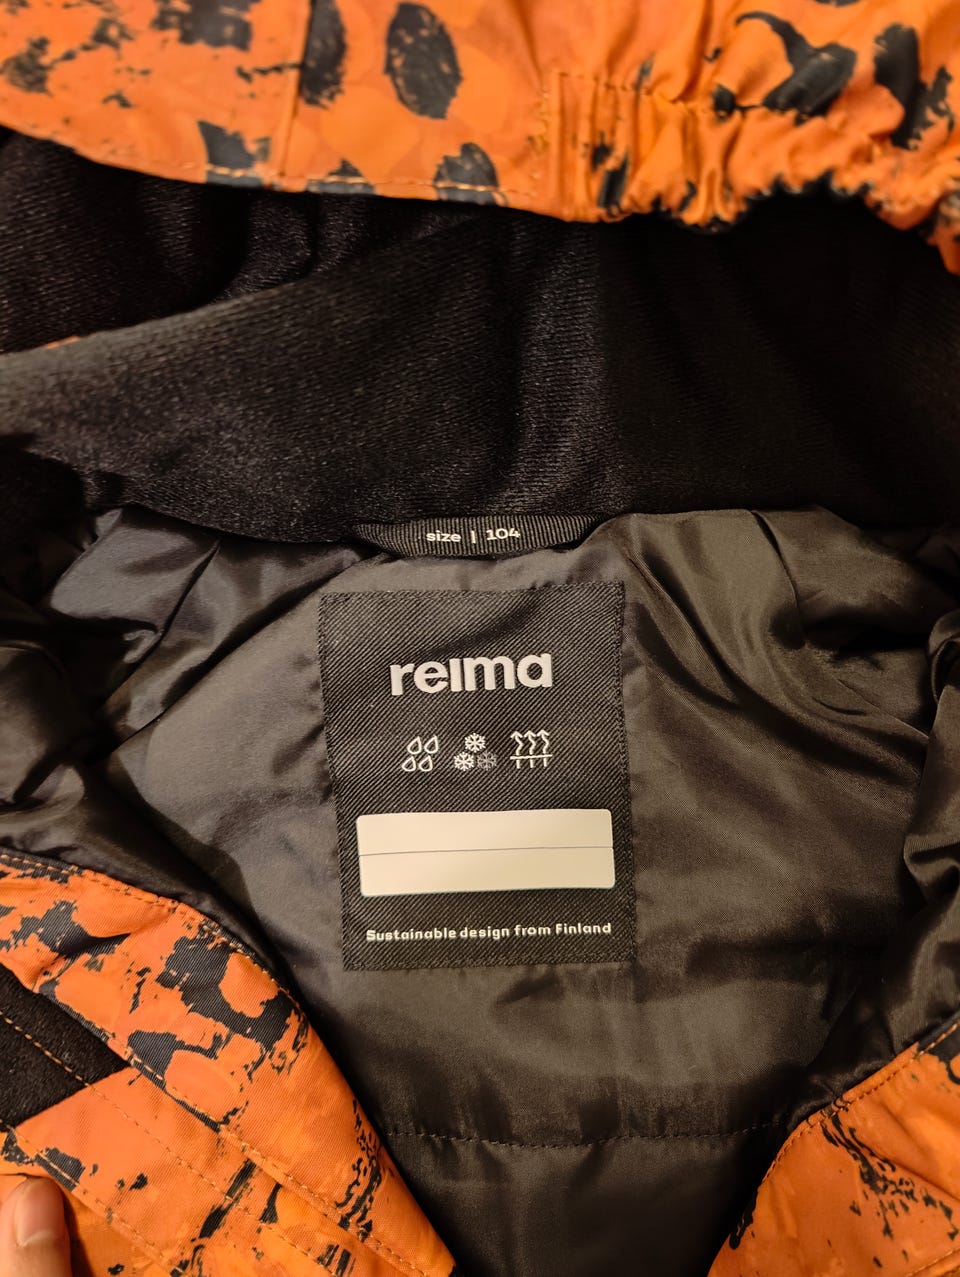 size | 104
reima
Sustainable design from Finland